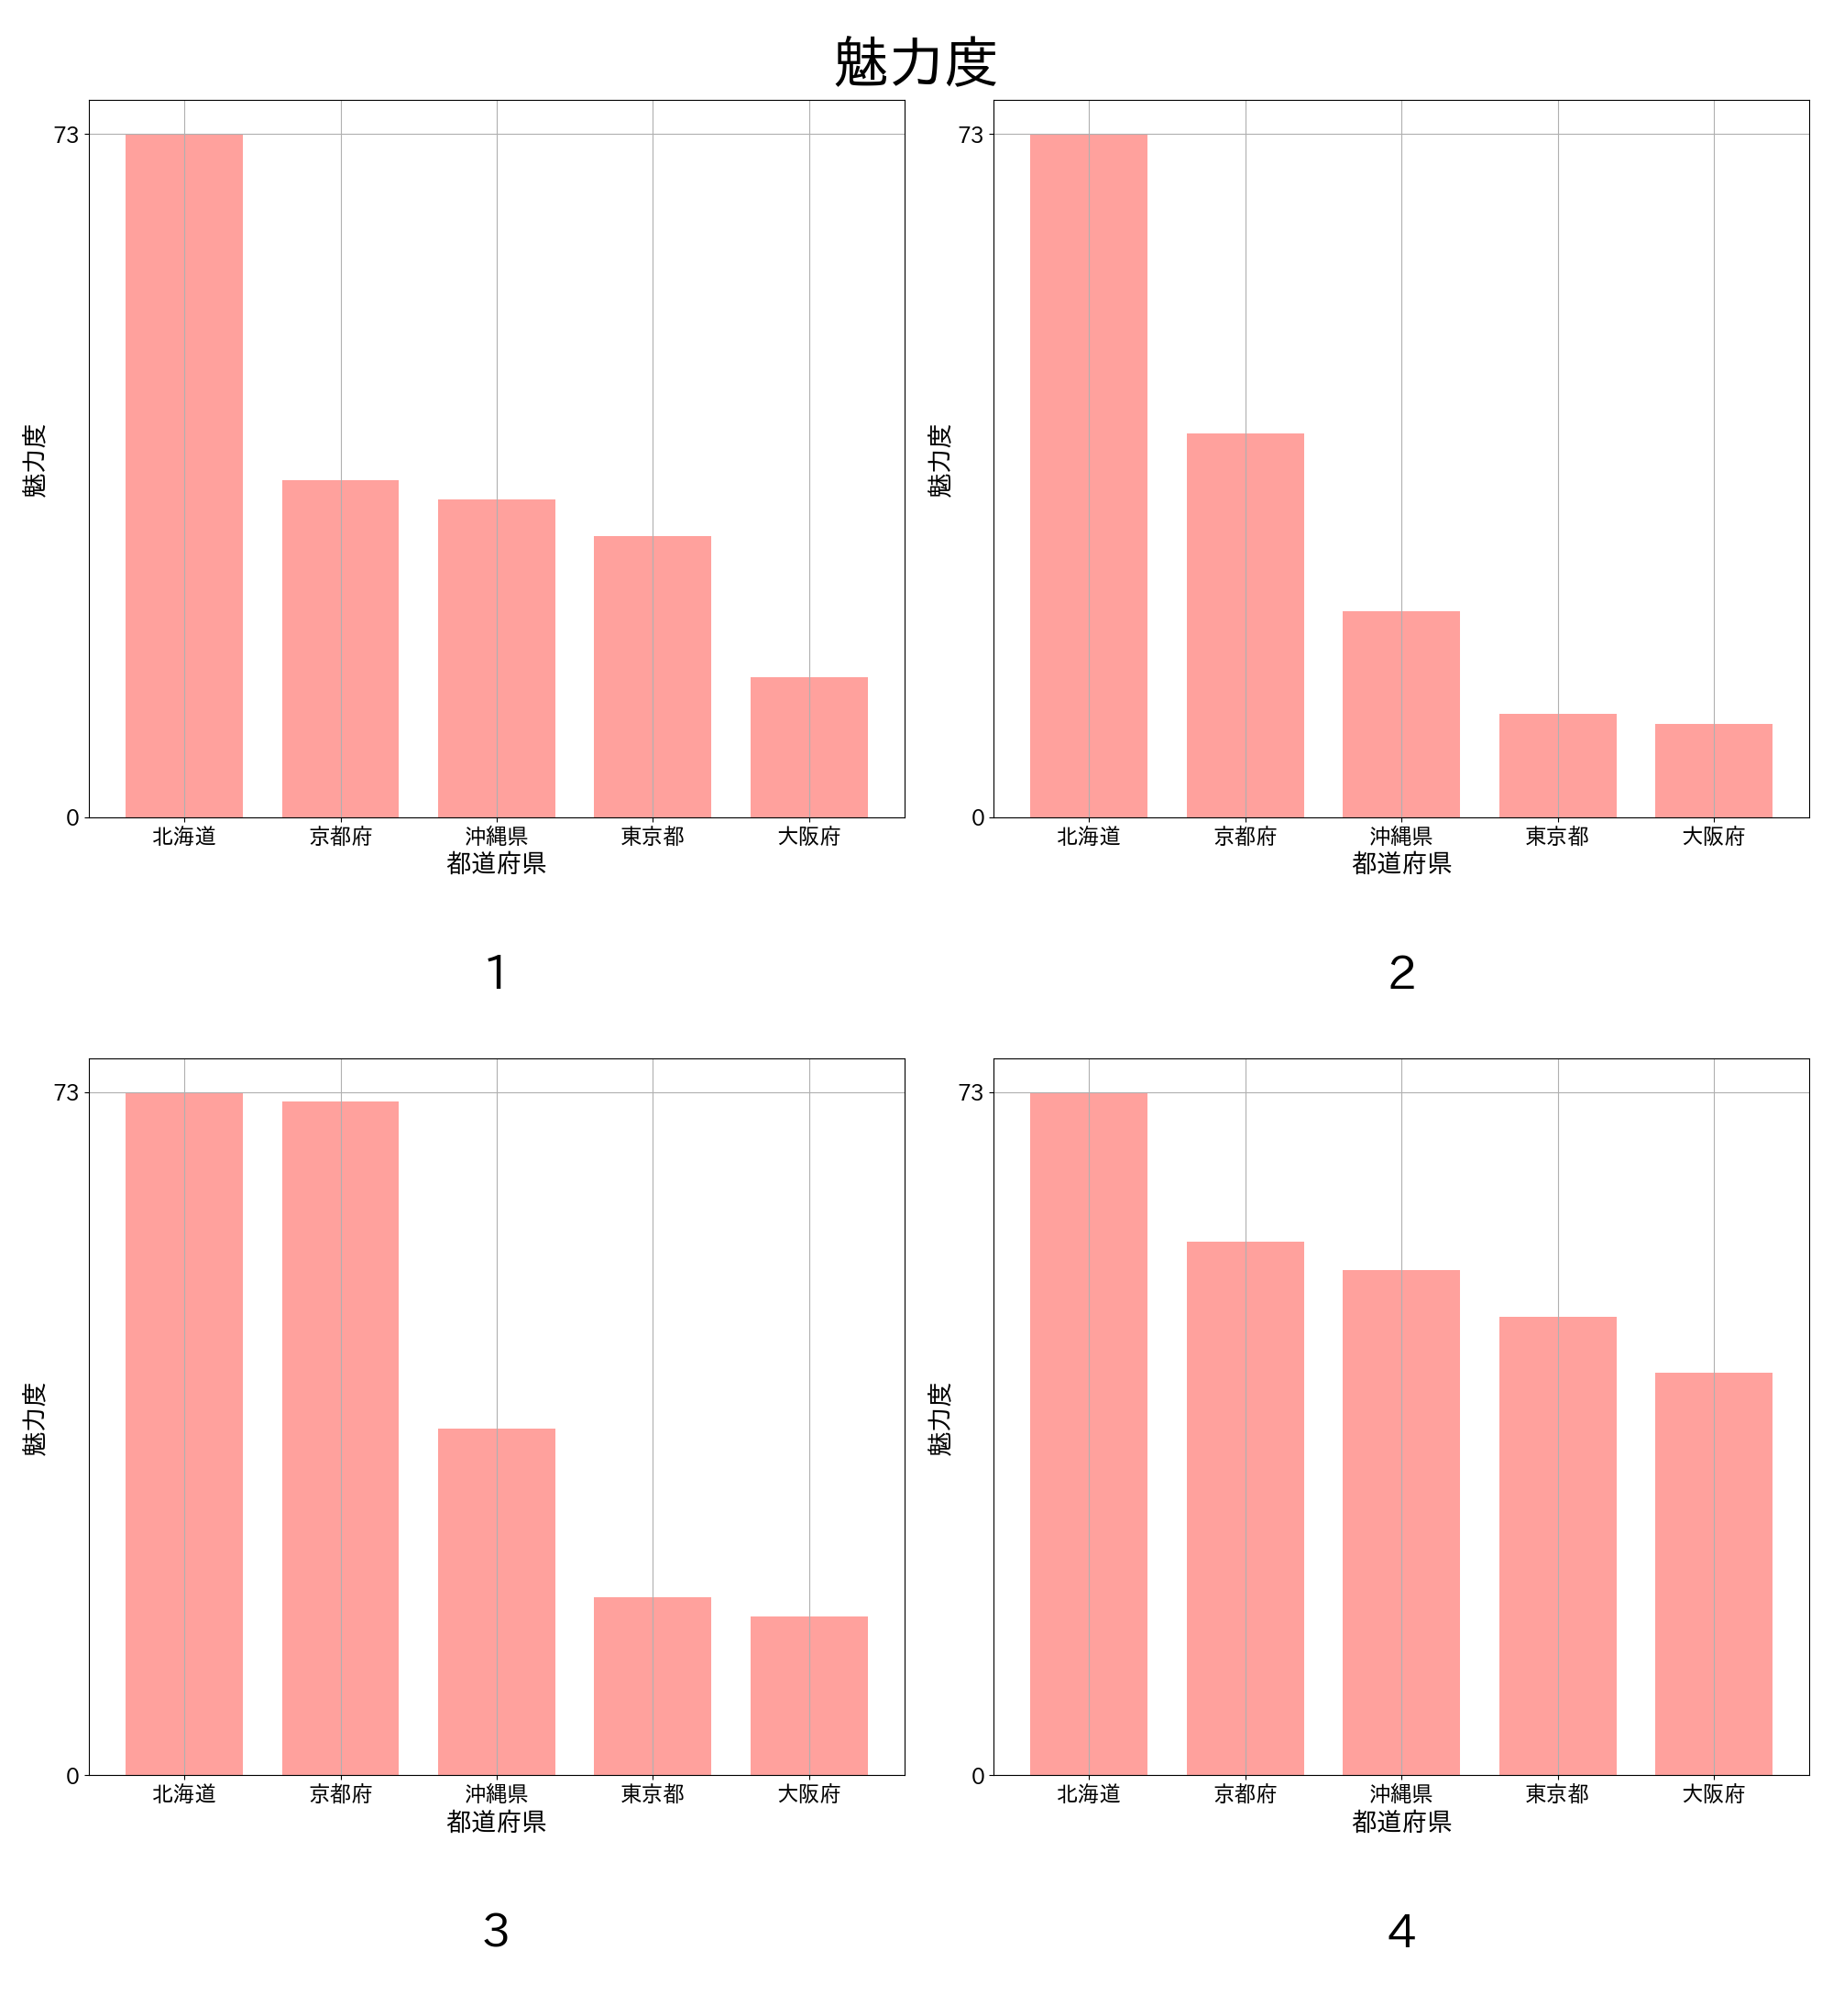 魅力度
73
0
魅力度
北海道 京都府 沖縄県 東京都 大阪府
都道府県
1
73
0
魅力度
北海道 京都府 沖縄県 東京都 大阪府
都道府県
2
73
0
魅力度
北海道 京都府 沖縄県 東京都 大阪府
都道府県
3
73
0
魅力度
北海道 京都府 沖縄県 東京都 大阪府
都道府県
4